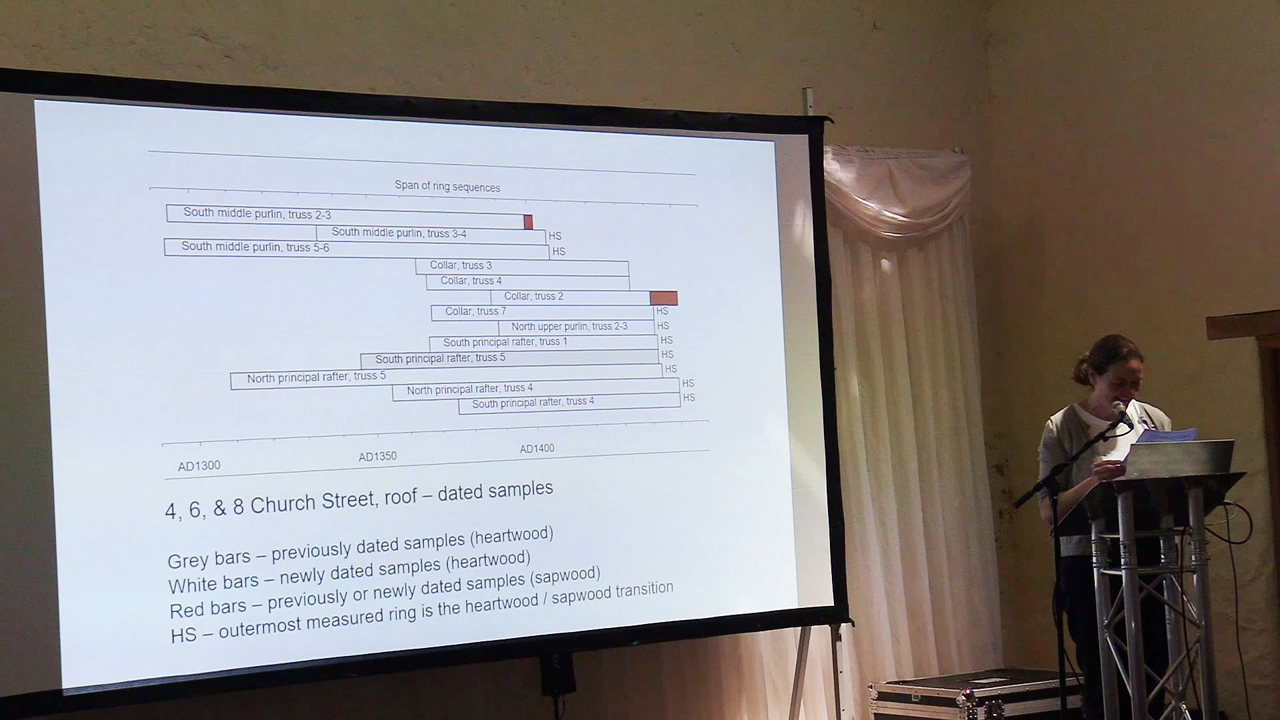 Span of ring sequences
South middle purlin, truss 2-3
South middle purlin, truss 3-4 HS
South middle purlin, truss 5-6 HS
Collar, truss 3
Collar, truss 4
Collar, truss 2
Collar, truss 7 HS
North upper purlin, truss 2-3 HS
South principal rafter, truss 1 HS
South principal rafter, truss 5 HS
North principal rafter, truss 5 HS
North principal rafter, truss 4 HS
South principal rafter, truss 4 HS
AD1300 AD1350 AD1400
4, 6, & 8 Church Street, roof – dated samples
Grey bars – previously dated samples (heartwood)
White bars – newly dated samples (heartwood)
Red bars – previously or newly dated samples (sapwood)
HS – outermost measured ring is the heartwood / sapwood transition